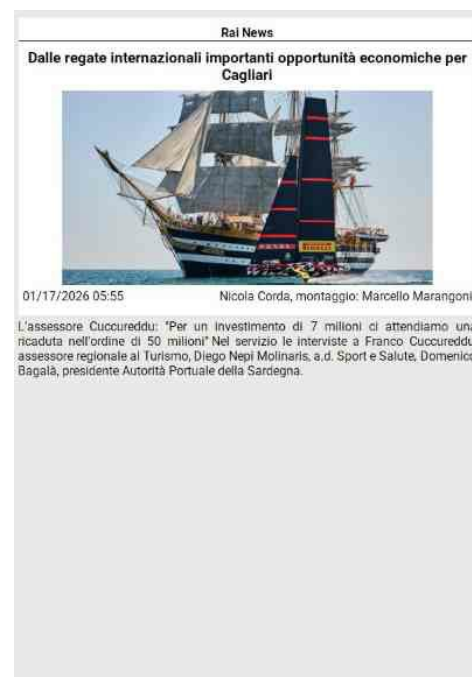 Rai News
Dalle regate internazionali importanti opportunità economiche per
Cagliari
PIRELLI
01/17/2026 05:55
Nicola Corda, montaggio: Marcello Marangoni
L'assessore Cuccureddu: "Per un investimento di 7 milioni ci attendiamo una
ricaduta nell'ordine di 50 milioni" Nel servizio le interviste a Franco Cuccureddu
assessore regionale al Turismo, Diego Nepi Molinaris, a.d. Sport e Salute, Domenico
Bagalà, presidente Autorità Portuale della Sardegna.